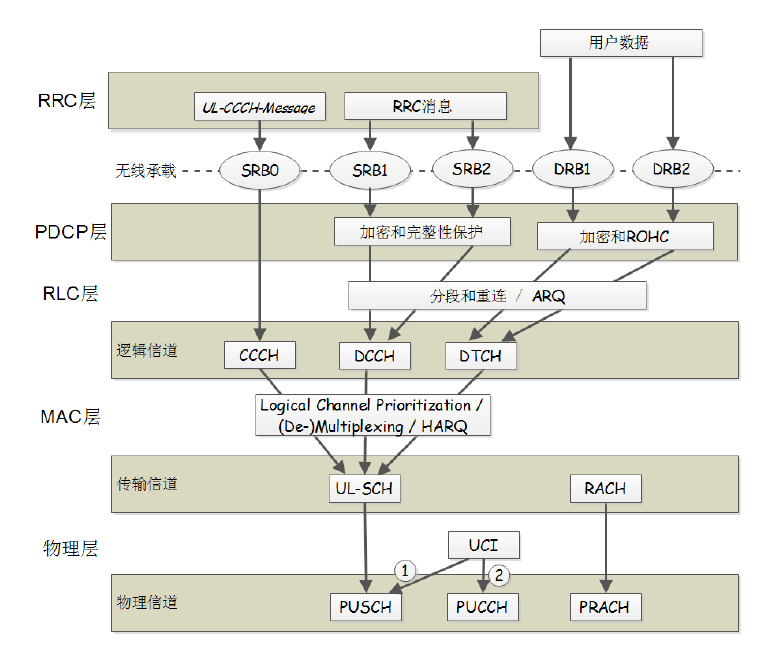 用户数据
RRC层
UL-CCCH-Message
RRC消息
无线承载
SRB0
SRB1
SRB2
DRB1
DRB2
PDCP层
加密和完整性保护
加密和ROHC
RLC层
分段和重连 / ARQ
逻辑信道
CCCH
DCCH
DTCH
MAC层
Logical Channel Prioritization /
(De-)Multiplexing / HARQ
传输信道
UL-SCH
RACH
物理层
UCI
1
2
物理信道
PUSCH
PUCCH
PRACH